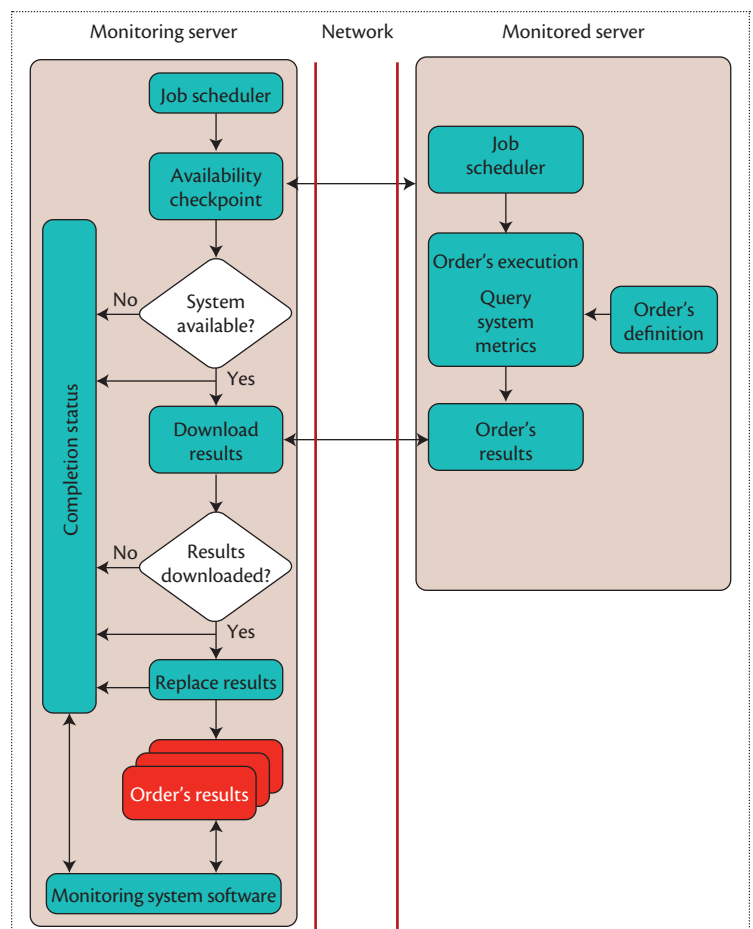 Monitoring server
Network
Monitored server
Job scheduler
Availability
checkpoint
No
System
available?
Yes
Download
results
Completion status
No
Results
downloaded?
Yes
Replace results
Order's results
Monitoring system software
Job
scheduler
Order's execution
Query
system
metrics
Order's
definition
Order's
results